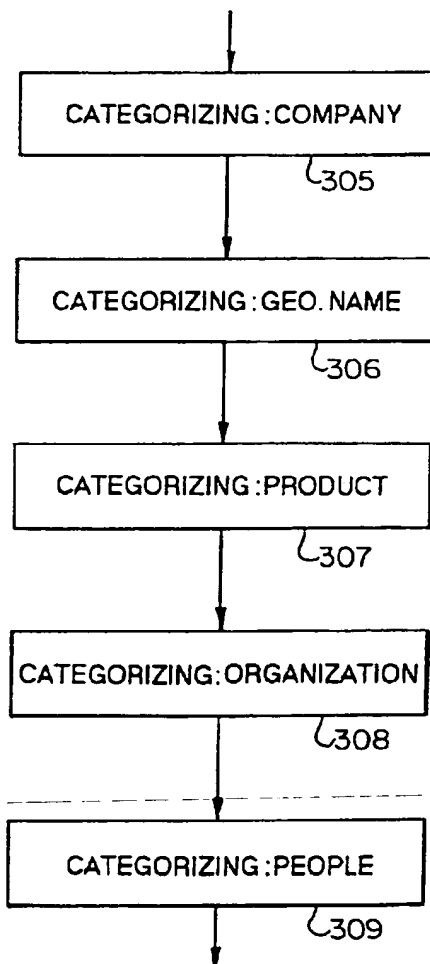 CATEGORIZING:COMPANY
305
CATEGORIZING:GEO.NAME
306
CATEGORIZING:PRODUCT
307
CATEGORIZING:ORGANIZATION
308
CATEGORIZING:PEOPLE
309